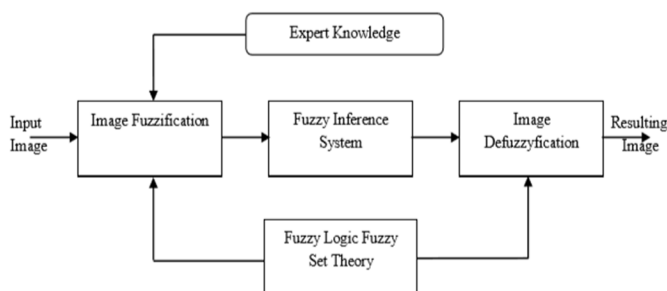 Expert Knowledge
Input
Image
Image Fuzzification
Fuzzy Inference
System
Image
Defuzzyfication
Resulting
Image
Fuzzy Logic Fuzzy
Set Theory